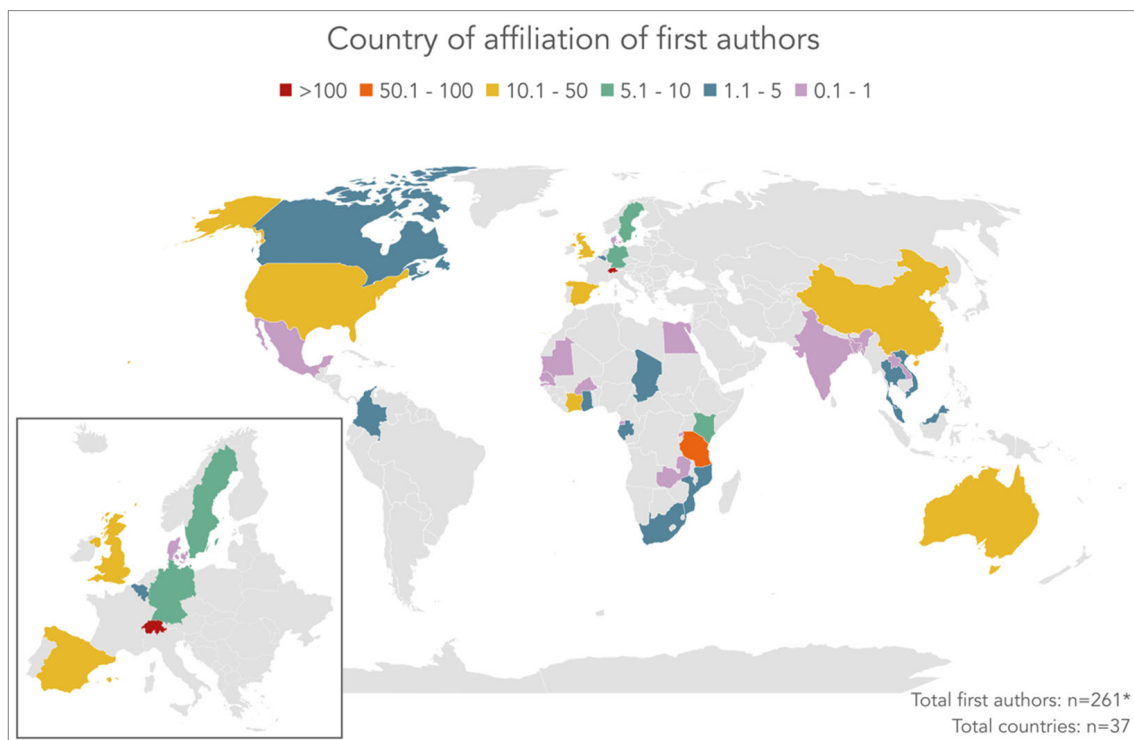 Country of affiliation of first authors
>100 50.1 - 100 10.1 - 50 5.1 - 10 1.1 - 5 0.1 - 1
Total first authors: n=261*
Total countries: n=37